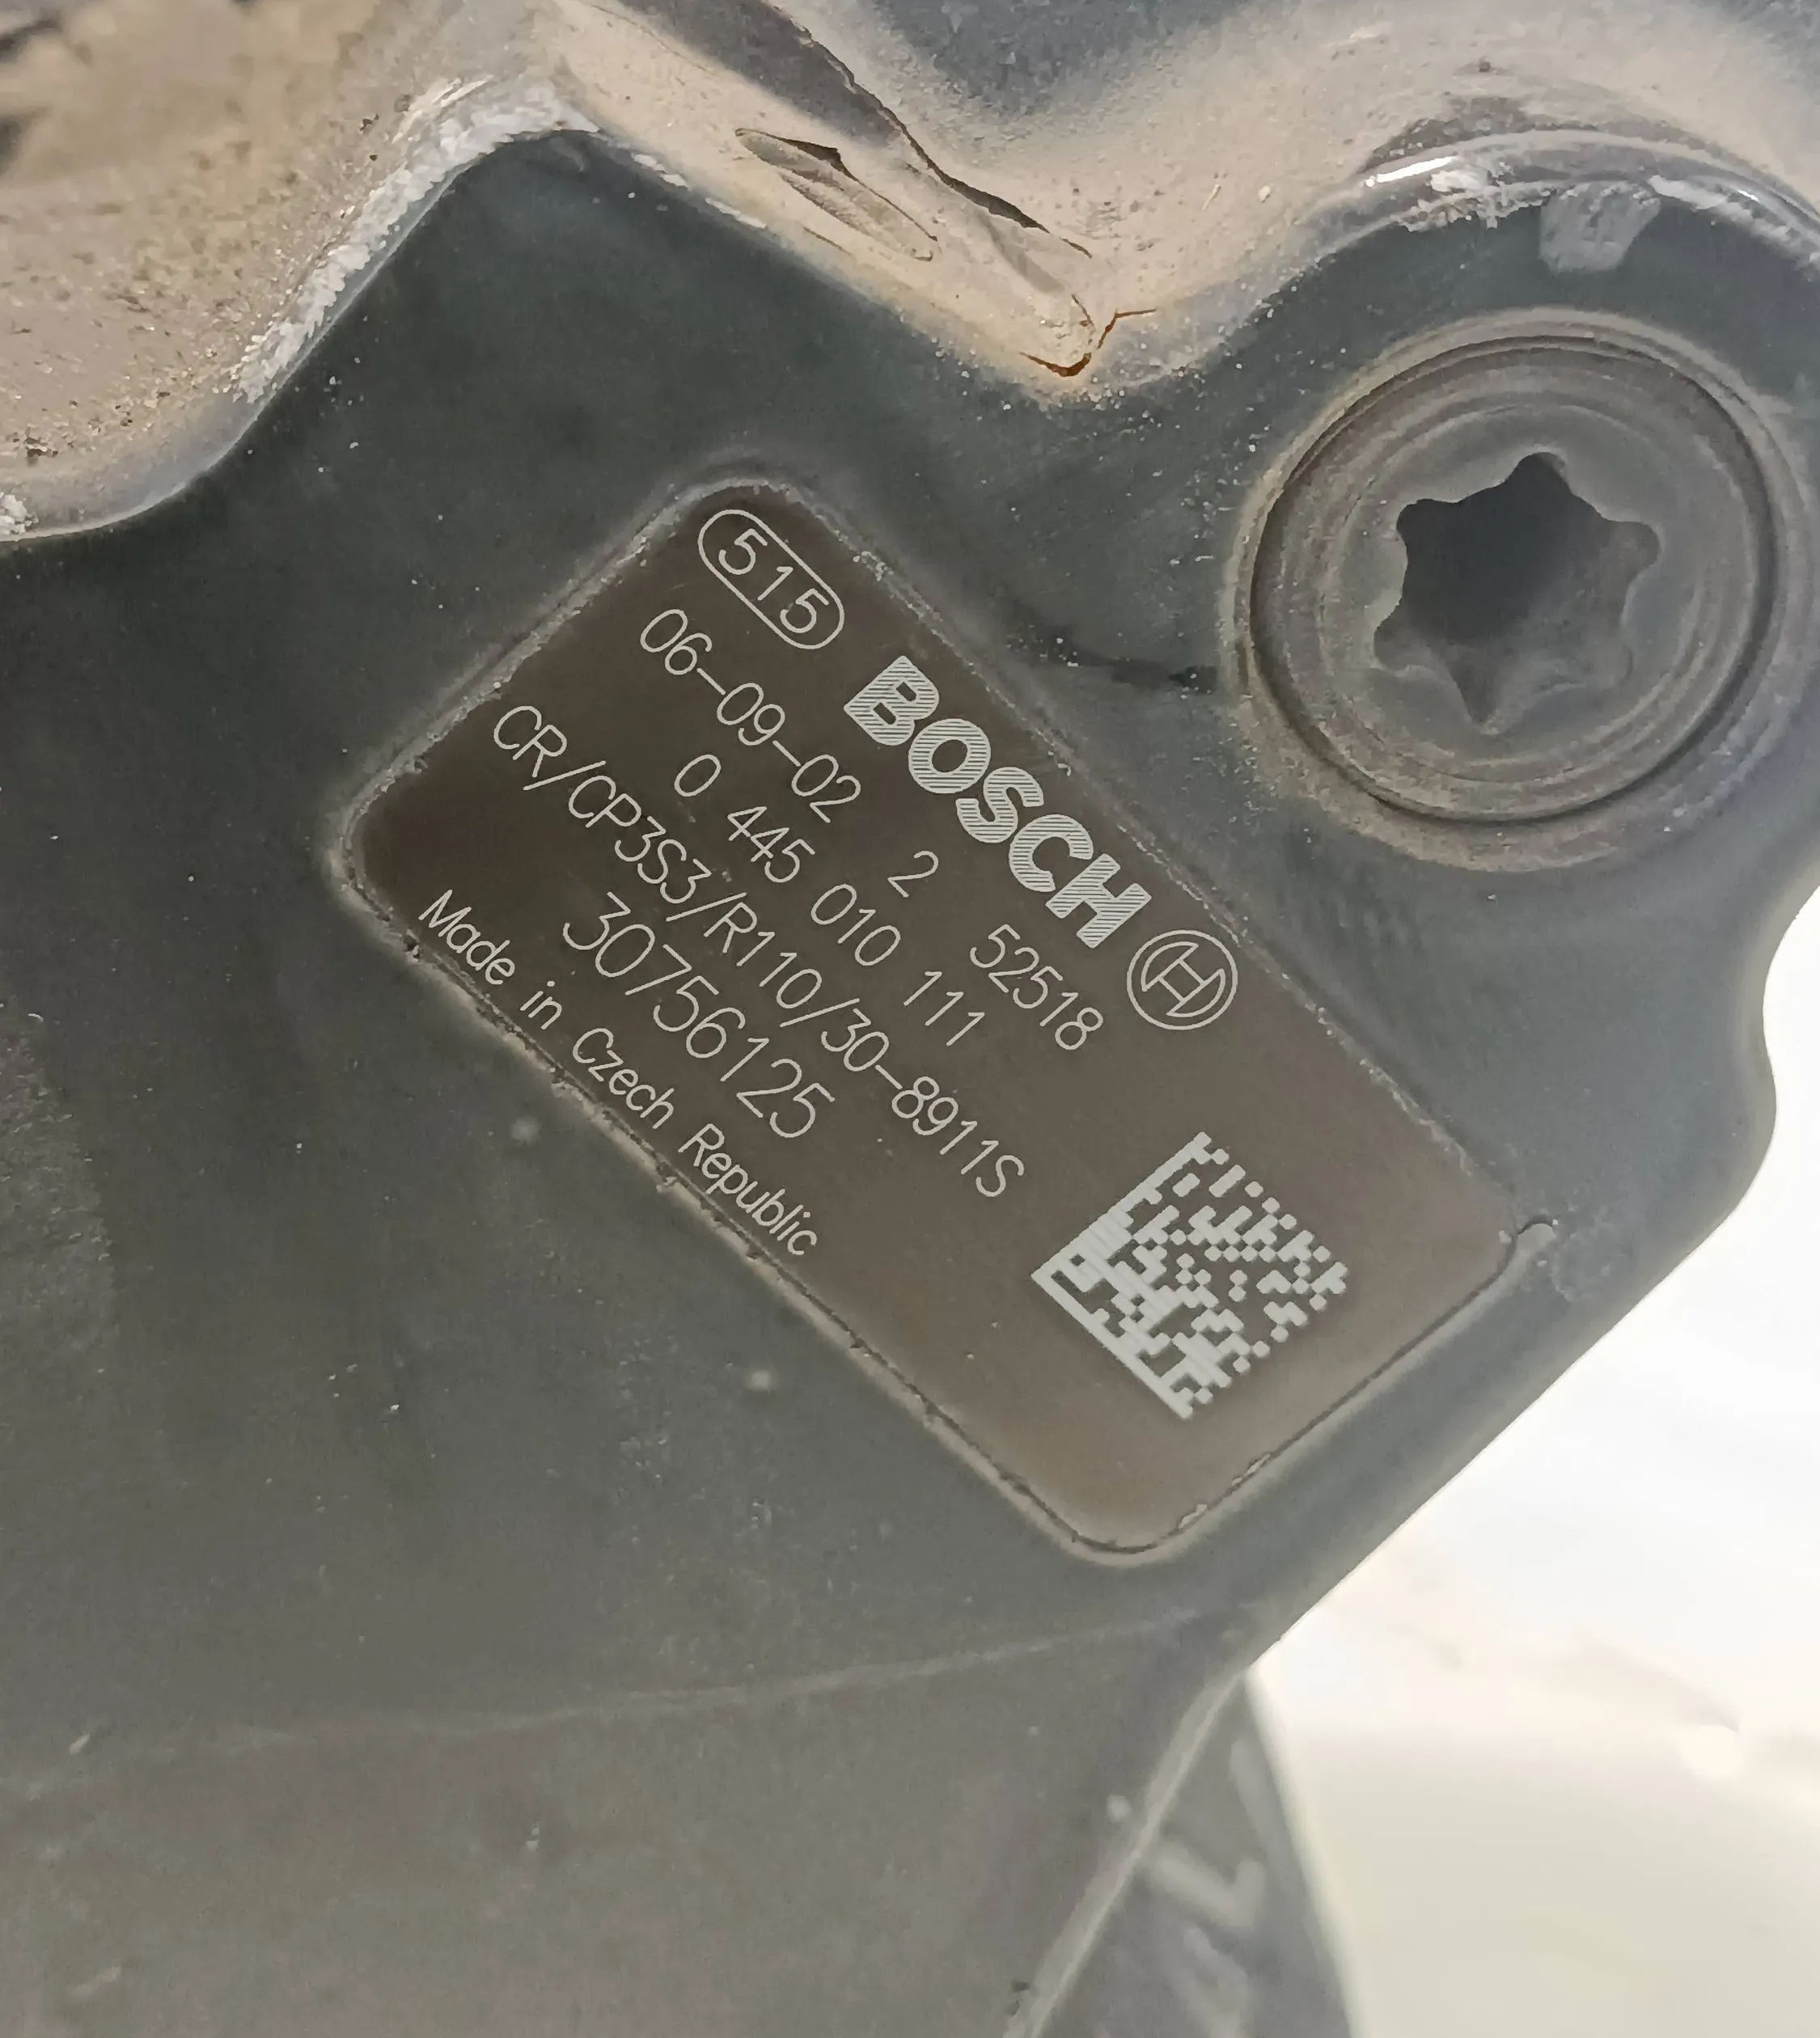 515
BOSCH
06-09-02 2 52518
0 445 010 111
CR/CP3S3/R110/30-8911S
30756125
Made in Czech Republic